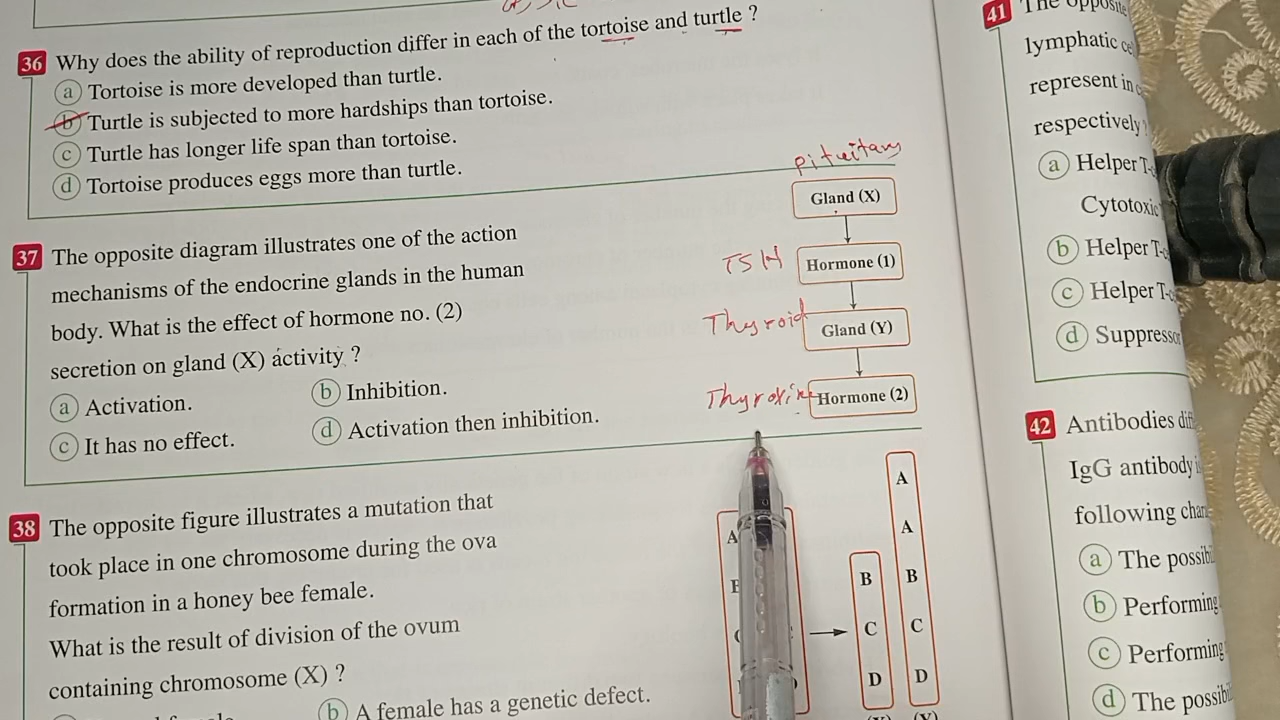 36 Why does the ability of reproduction differ in each of the tortoise and turtle ?
a Tortoise is more developed than turtle.
b Turtle is subjected to more hardships than tortoise.
c Turtle has longer life span than tortoise.
d Tortoise produces eggs more than turtle.
37 The opposite diagram illustrates one of the action
mechanisms of the endocrine glands in the human
body. What is the effect of hormone no. (2)
secretion on gland (X) activity ?
a Activation.
b Inhibition.
c It has no effect.
d Activation then inhibition.
pituitary
Gland (X)
TSH Hormone (1)
Thyroid Gland (Y)
Thyroxine Hormone (2)
38 The opposite figure illustrates a mutation that
took place in one chromosome during the ova
formation in a honey bee female.
What is the result of division of the ovum
containing chromosome (X) ?
b A female has a genetic defect.
A
B
C
D
A
A
B
C
D
41 The opposite
lymphatic
represent in
respectively
a Helper
Cytotoxic
b Helper
c Helper
d Suppressor
42 Antibodies
IgG antibody
following
a The
b Performing
c Performing
d The